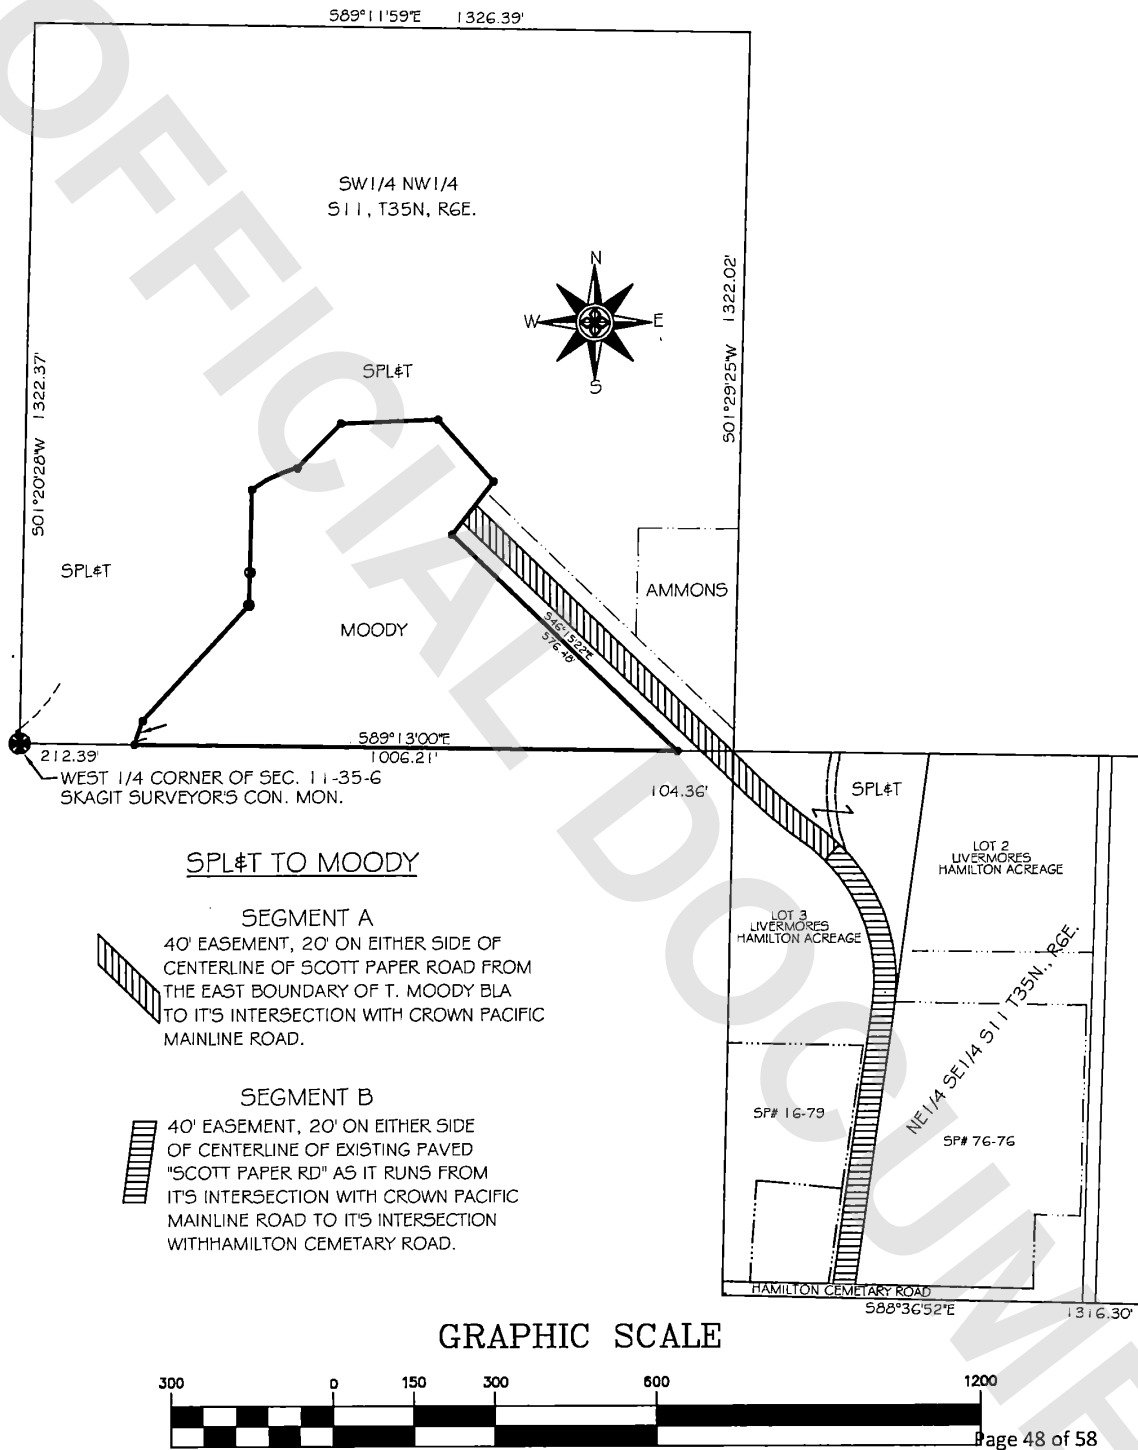 S89°11'59"E 1326.39'
SW1/4 NW1/4
S11, T35N, R6E.
N
W E
S
S01°29'25"W 1322.02'
S01°20'28"W 1322.37'
SPL&T
SPL&T
AMMONS
MOODY
S46°15'22"E
576.48'
212.39'
S89°13'00"E
1006.21'
WEST 1/4 CORNER OF SEC. 11-35-6
SKAGIT SURVEYOR'S CON. MON.
104.36'
SPL&T
LOT 2
LIVERMORES
HAMILTON ACREAGE
LOT 3
LIVERMORES
HAMILTON ACREAGE
NE1/4 SE1/4 S11 T35N., R6E.
SP# 16-79
SP# 76-76
HAMILTON CEMETARY ROAD
S88°36'52"E
1316.30'
SPL&T TO MOODY
SEGMENT A
40' EASEMENT, 20' ON EITHER SIDE OF
CENTERLINE OF SCOTT PAPER ROAD FROM
THE EAST BOUNDARY OF T. MOODY BLA
TO IT'S INTERSECTION WITH CROWN PACIFIC
MAINLINE ROAD.
SEGMENT B
40' EASEMENT, 20' ON EITHER SIDE
OF CENTERLINE OF EXISTING PAVED
"SCOTT PAPER RD" AS IT RUNS FROM
IT'S INTERSECTION WITH CROWN PACIFIC
MAINLINE ROAD TO IT'S INTERSECTION
WITHHAMILTON CEMETARY ROAD.
GRAPHIC SCALE
300 0 150 300 600 1200
Page 48 of 58
OFFICIAL DOCUME